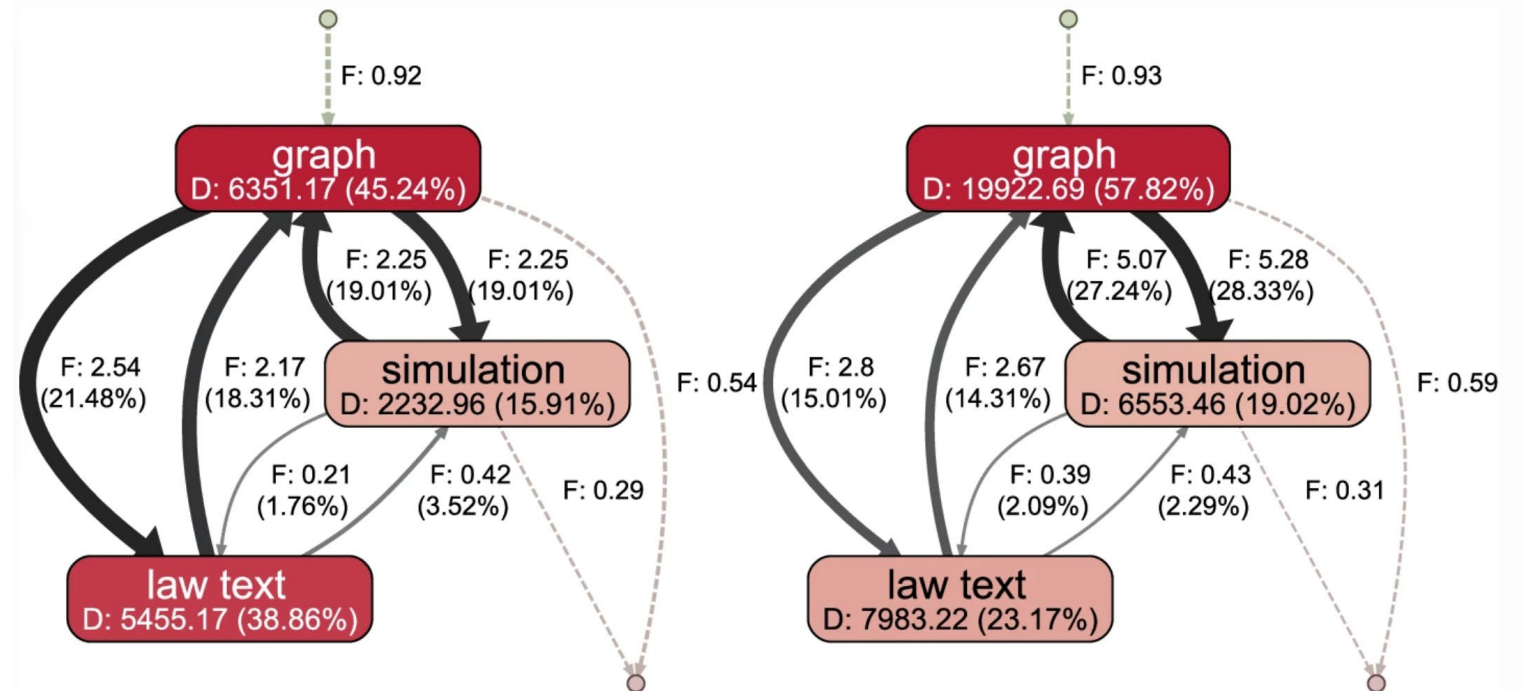 F: 0.92
graph
D: 6351.17 (45.24%)
F: 2.25
(19.01%)
F: 2.25
(19.01%)
F: 2.54
(21.48%)
F: 2.17
(18.31%)
simulation
D: 2232.96 (15.91%)
F: 0.54
F: 0.21
(1.76%)
F: 0.42
(3.52%)
F: 0.29
law text
D: 5455.17 (38.86%)
F: 0.93
graph
D: 19922.69 (57.82%)
F: 5.07
(27.24%)
F: 5.28
(28.33%)
F: 2.8
(15.01%)
F: 2.67
(14.31%)
simulation
D: 6553.46 (19.02%)
F: 0.59
F: 0.39
(2.09%)
F: 0.43
(2.29%)
F: 0.31
law text
D: 7983.22 (23.17%)